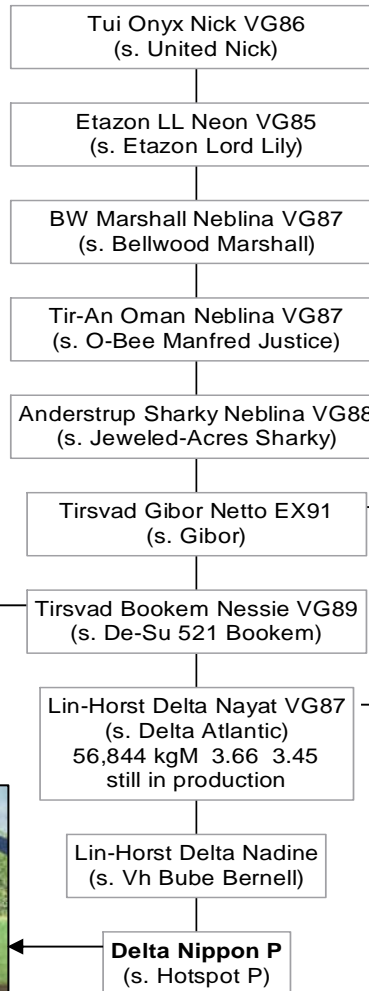 Tui Onyx Nick VG86
(s. United Nick)
Etazon LL Neon VG85
(s. Etazon Lord Lily)
BW Marshall Neblina VG87
(s. Bellwood Marshall)
Tir-An Oman Neblina VG87
(s. O-Bee Manfred Justice)
Anderstrup Sharky Neblina VG88
(s. Jeweled-Acres Sharky)
Tirsvad Gibor Netto EX91
(s. Gibor)
Tirsvad Bookem Nessie VG89
(s. De-Su 521 Bookem)
Lin-Horst Delta Nayat VG87
(s. Delta Atlantic)
56,844 kgM 3.66 3.45
still in production
Lin-Horst Delta Nadine
(s. Vh Bube Bernell)
Delta Nippon P
(s. Hotspot P)